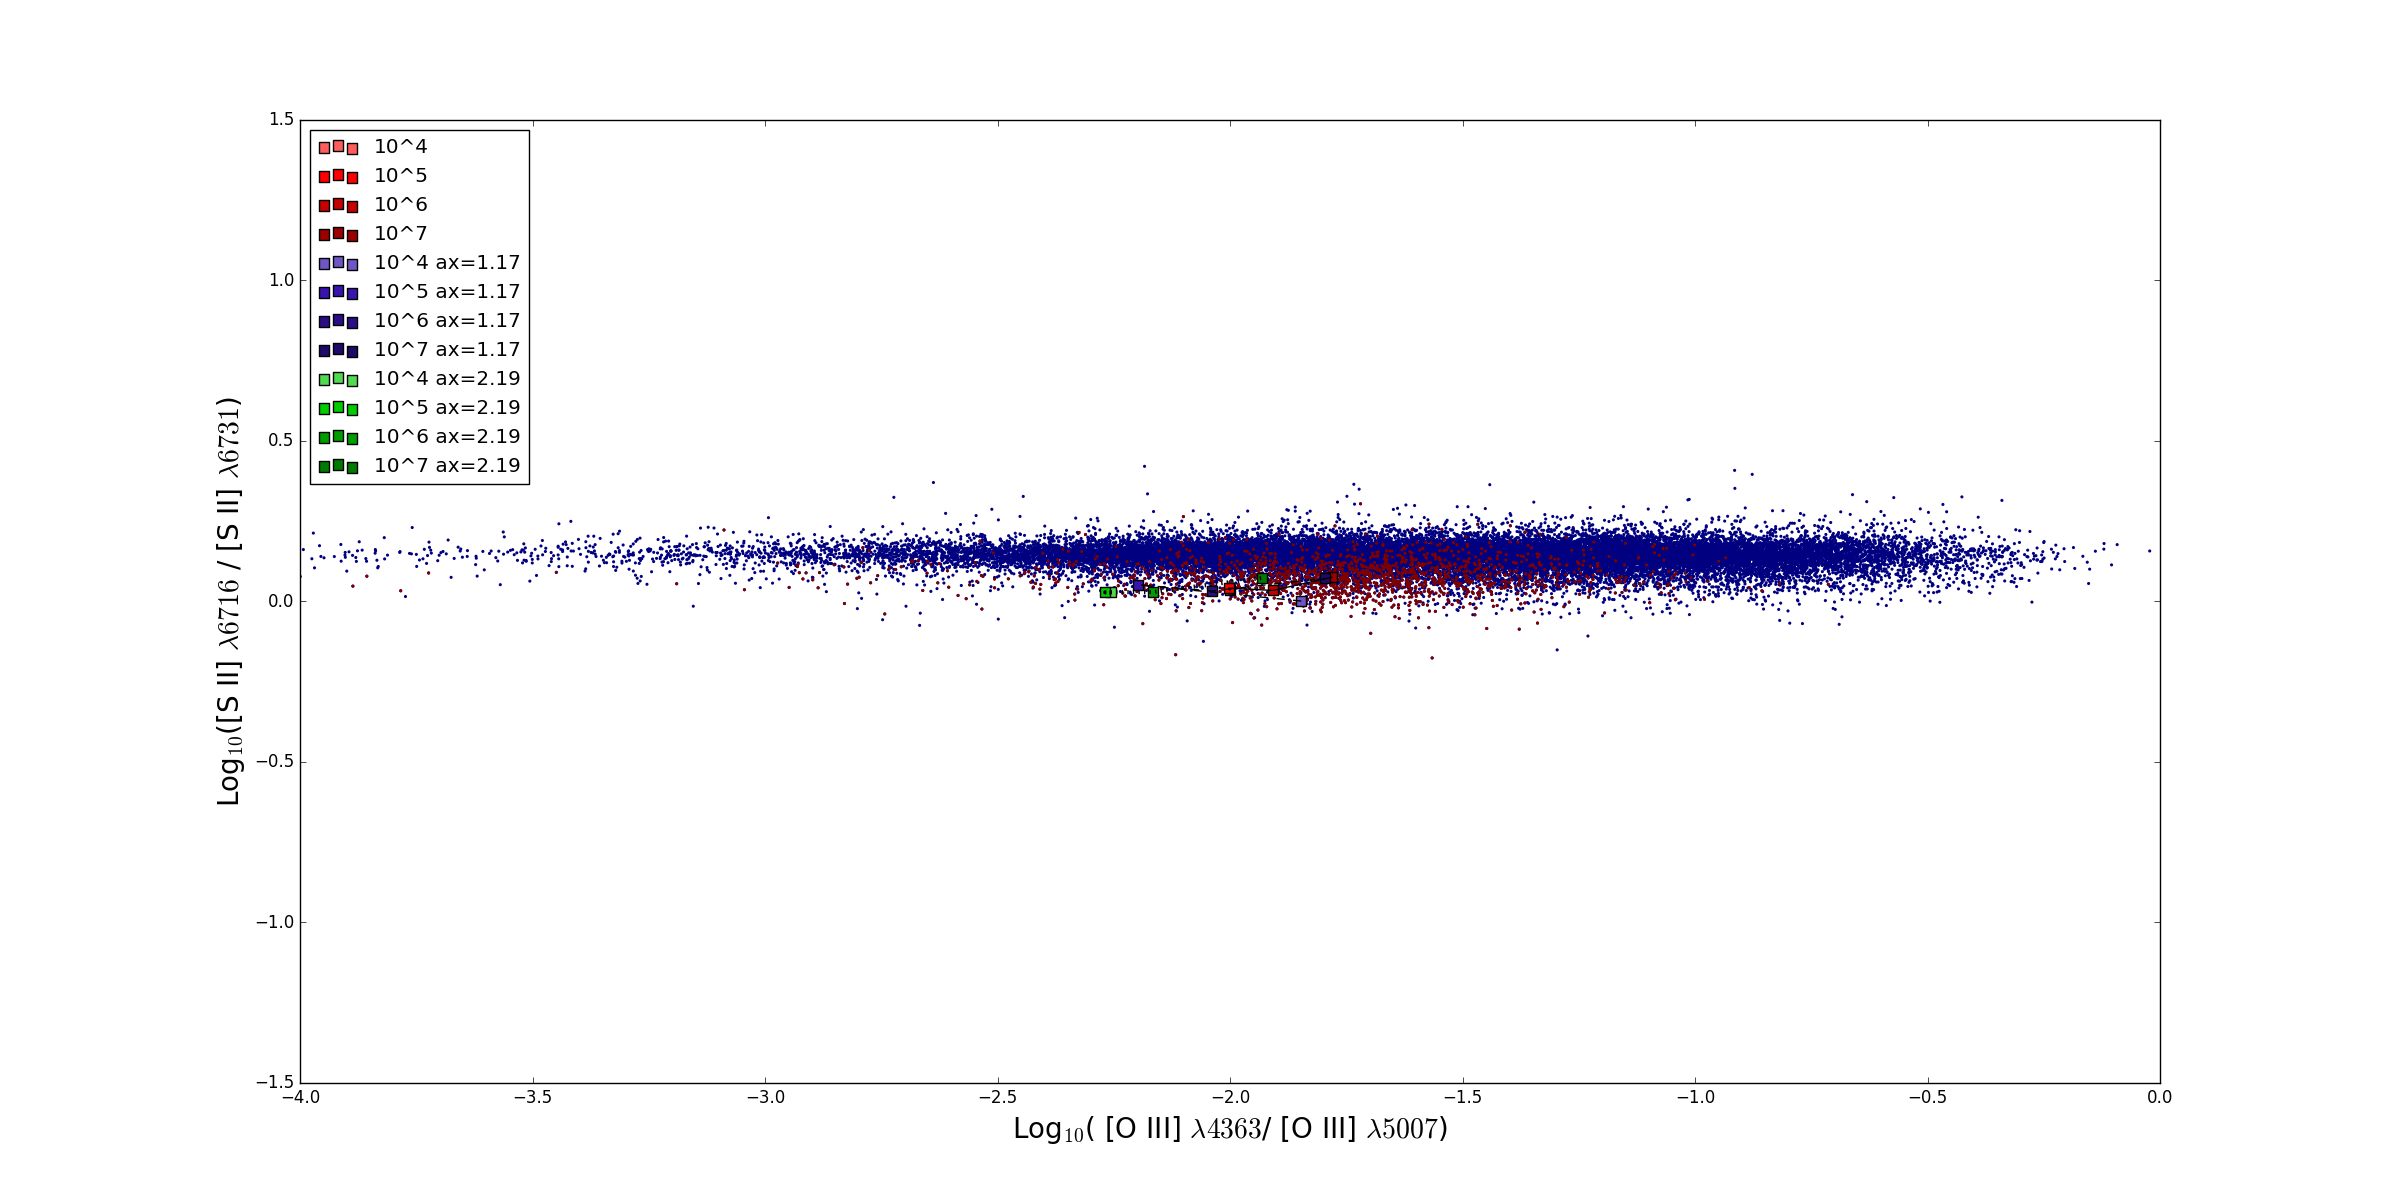 1.5
1.0
0.5
0.0
−0.5
−1.0
−1.5
Log10([S II] λ6716 / [S II] λ6731)
10^4
10^5
10^6
10^7
10^4 ax=1.17
10^5 ax=1.17
10^6 ax=1.17
10^7 ax=1.17
10^4 ax=2.19
10^5 ax=2.19
10^6 ax=2.19
10^7 ax=2.19
−4.0 −3.5 −3.0 −2.5 −2.0 −1.5 −1.0 −0.5 0.0
Log10( [O III] λ4363/ [O III] λ5007)